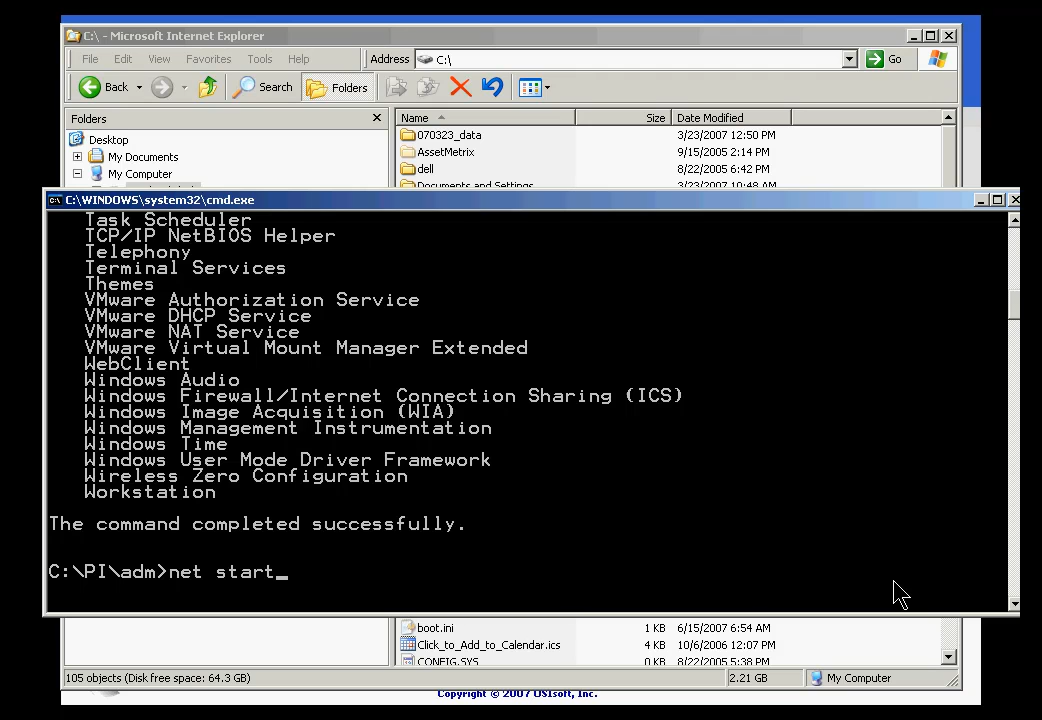 C:\ - Microsoft Internet Explorer
File Edit View Favorites Tools Help Address C:\ Go
Back Search Folders
Folders
Name Size Date Modified
Desktop
My Documents
My Computer
070323_data 3/23/2007 12:50 PM
AssetMetrix 9/15/2005 2:14 PM
dell 8/22/2005 6:42 PM
Documents and Settings 3/23/2007 10:48 AM
C:\WINDOWS\system32\cmd.exe
Task Scheduler
TCP/IP NetBIOS Helper
Telephony
Terminal Services
Themes
VMware Authorization Service
VMware DHCP Service
VMware NAT Service
VMware Virtual Mount Manager Extended
WebClient
Windows Audio
Windows Firewall/Internet Connection Sharing (ICS)
Windows Image Acquisition (WIA)
Windows Management Instrumentation
Windows Time
Windows User Mode Driver Framework
Wireless Zero Configuration
Workstation
The command completed successfully.
C:\PI\adm>net start_
boot.ini 1 KB 6/15/2007 6:54 AM
Click_to_Add_to_Calendar.ics 4 KB 10/6/2006 12:07 PM
CONFIG.SYS 0 KB 8/22/2005 5:38 PM
105 objects (Disk free space: 64.3 GB) 2.21 GB My Computer
Copyright © 2007 OSIsoft, Inc.